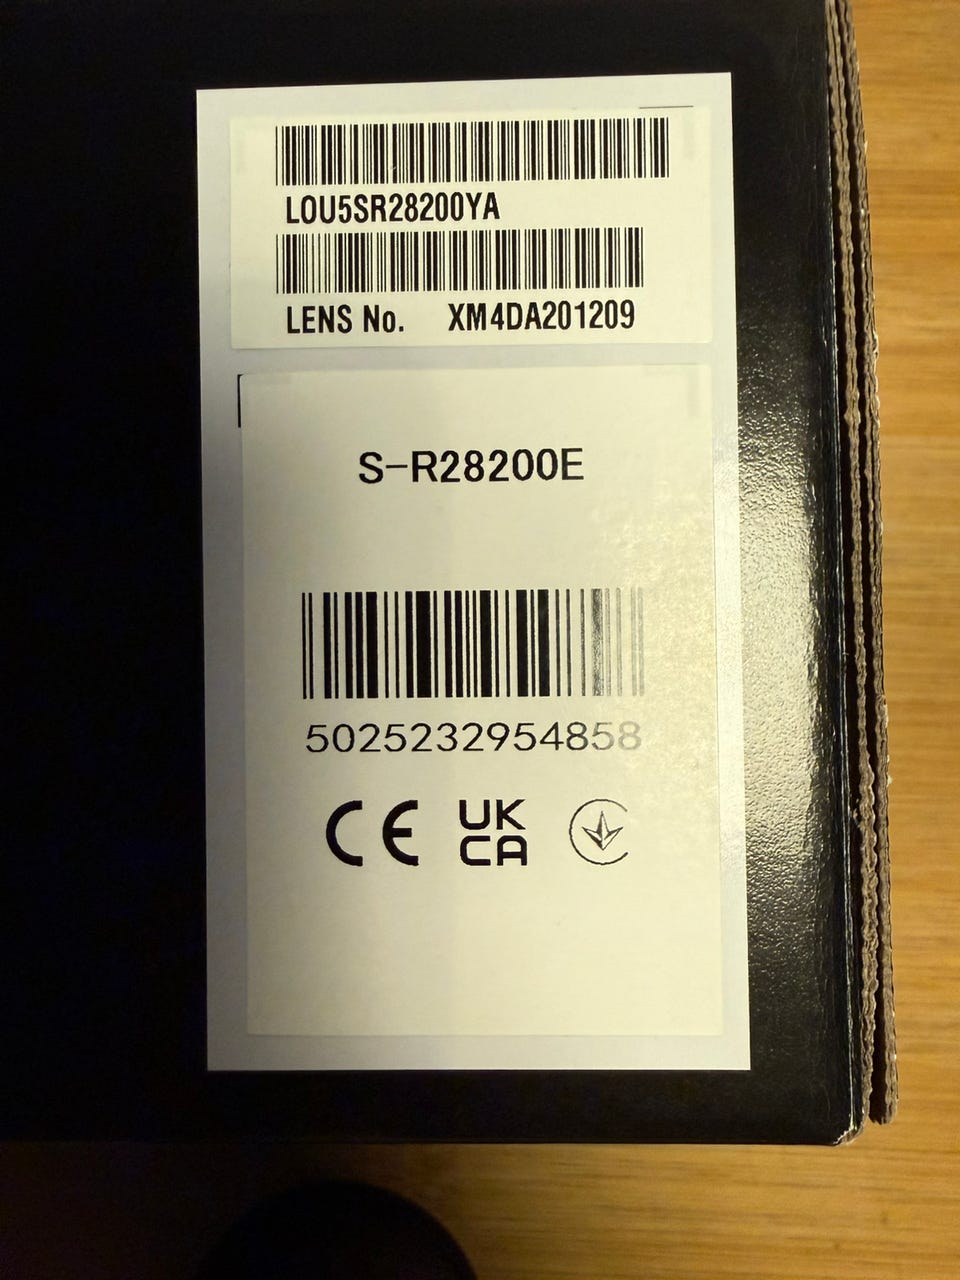 LOU5SR28200YA
LENS No. XM4DA201209
S-R28200E
5025232954858
CE UK
CA